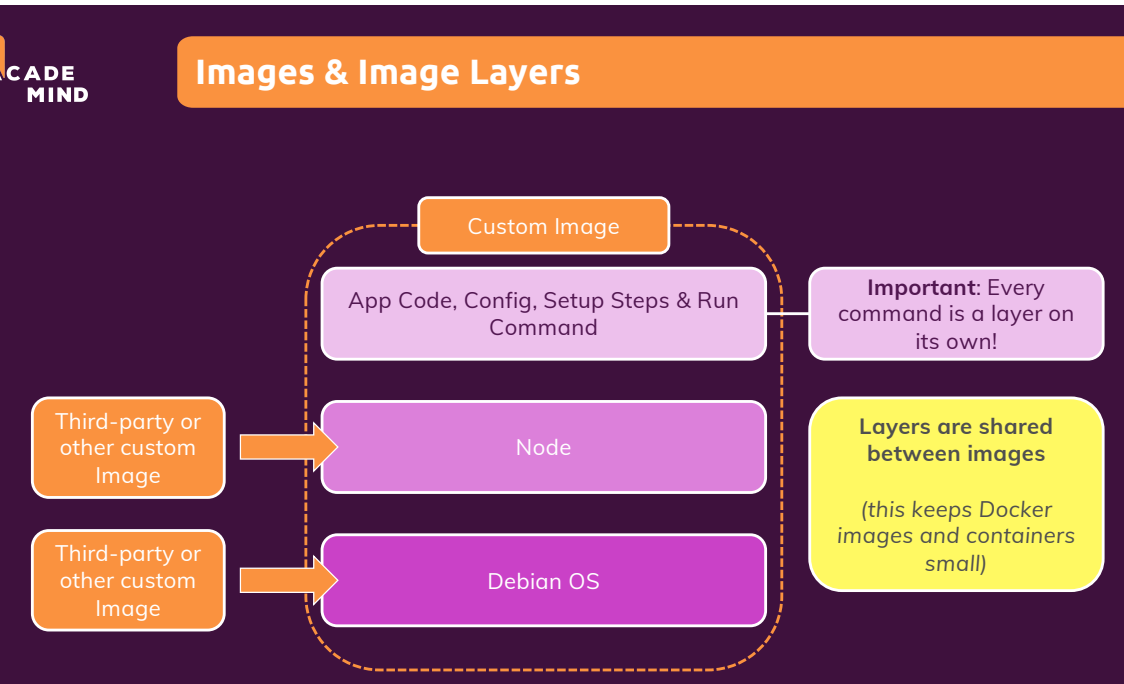 ACADE
MIND
Images & Image Layers
Custom Image
App Code, Config, Setup Steps & Run
Command
Important: Every
command is a layer on
its own!
Third-party or
other custom
Image
Node
Layers are shared
between images
(this keeps Docker
images and containers
small)
Third-party or
other custom
Image
Debian OS